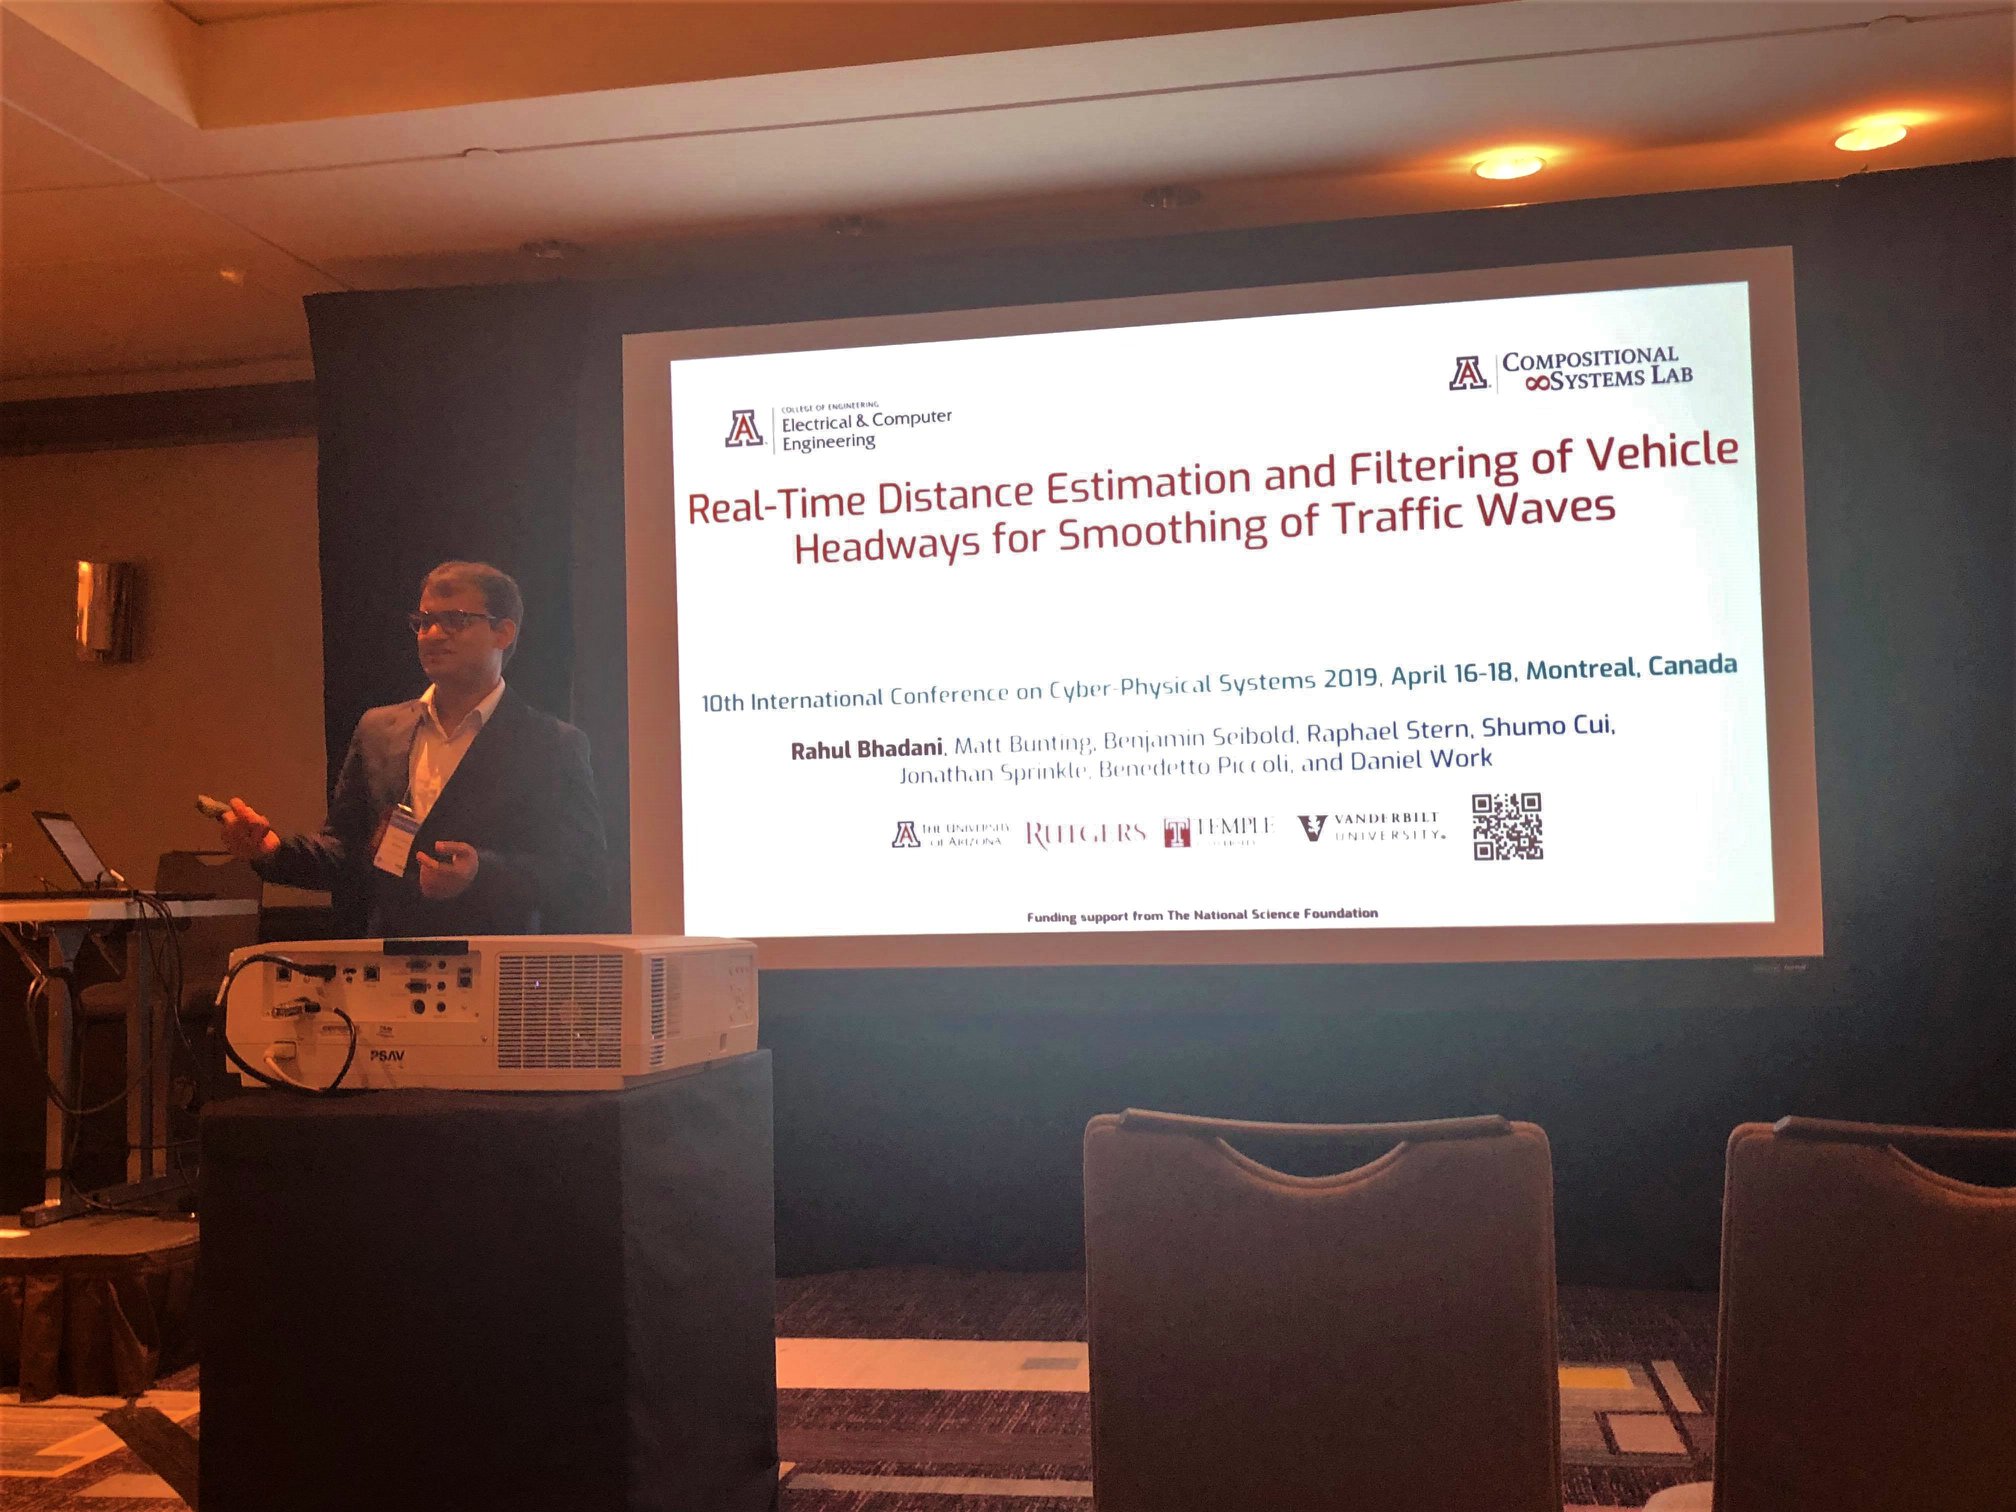 COLLEGE OF ENGINEERING
Electrical & Computer
Engineering
COMPOSITIONAL
SYSTEMS LAB
Real-Time Distance Estimation and Filtering of Vehicle
Headways for Smoothing of Traffic Waves
10th International Conference on Cyber-Physical Systems 2019, April 16-18, Montreal, Canada
Rahul Bhadani, Matt Bunting, Benjamin Seibold, Raphael Stern, Shumo Cui,
Jonathan Sprinkle, Benedetto Piccoli, and Daniel Work
THE UNIVERSITY
OF ARIZONA
RUTGERS
TEMPLE
VANDERBILT
UNIVERSITY
Funding support from The National Science Foundation
PSAV